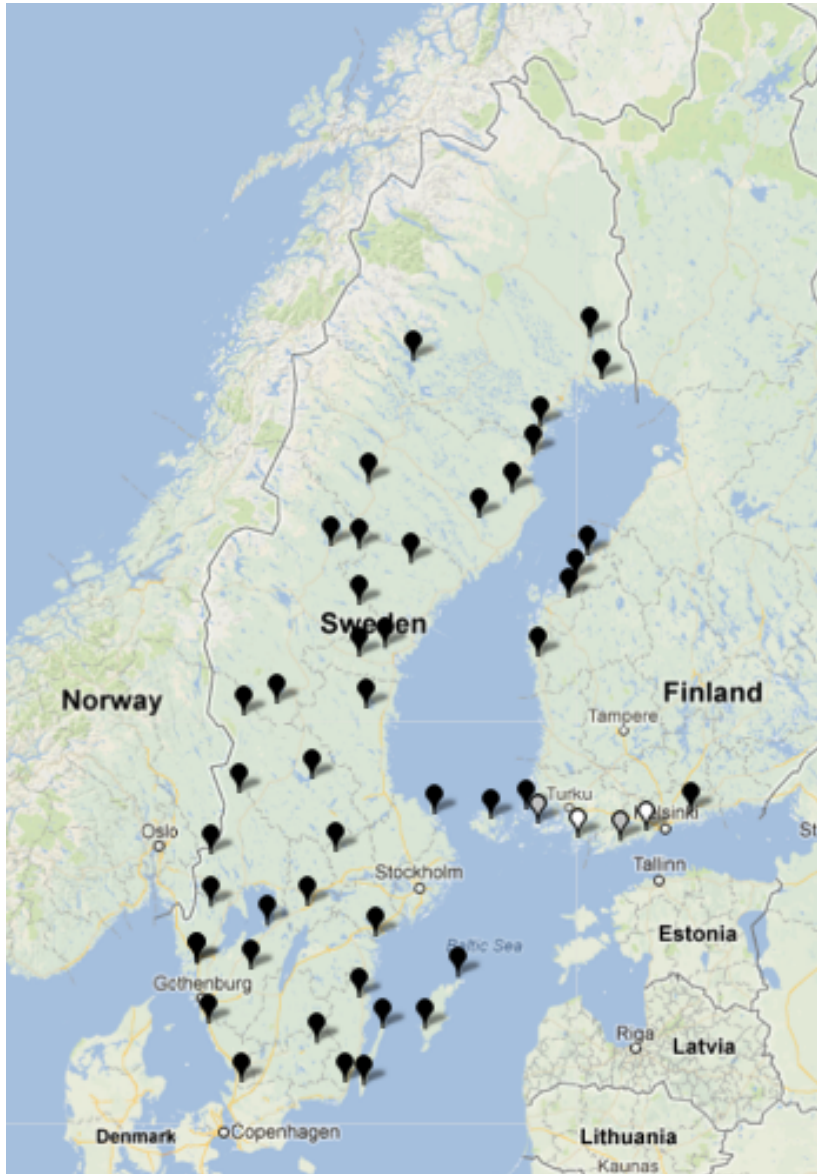 Sweden
Norway
Finland
Tampere
Turku
Helsinki
Oslo
Stockholm
Tallinn
St
Baltic Sea
Estonia
Gothenburg
Riga
Latvia
Denmark
Copenhagen
Lithuania
Kaunas